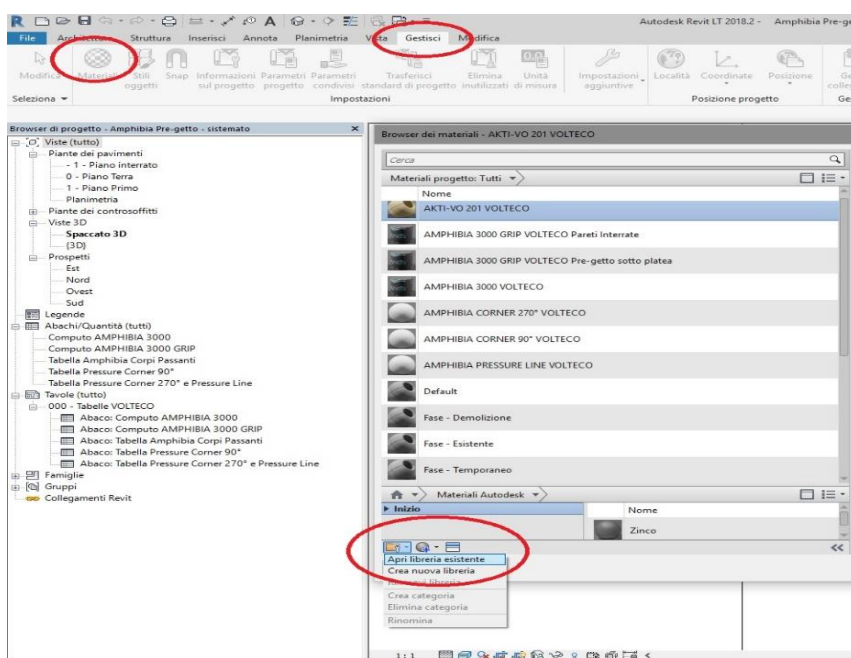 Autodesk Revit LT 2018.2 - Amphibia Pre-ge
File Struttura Inserisci Annota Planimetria Vista Gestisci Modifica
Modifica Materiali Stili oggetti Snap Informazioni sul progetto Parametri progetto Parametri condivisi Trasferisci standard di progetto Elimina inutilizzati Unità di misura Impostazioni aggiuntive Località Coordinate Posizione
Seleziona Impostazioni Posizione progetto Ge
Browser di progetto - Amphibia Pre-getto - sistemato
Viste (tutto)
Piante dei pavimenti
- 1 - Piano interrato
0 - Piano Terra
1 - Piano Primo
Planimetria
Piante dei controsoffitti
Viste 3D
Spaccato 3D
{3D}
Prospetti
Est
Nord
Ovest
Sud
Legende
Abachi/Quantità (tutti)
Computo AMPHIBIA 3000
Computo AMPHIBIA 3000 GRIP
Tabella Amphibia Corpi Passanti
Tabella Pressure Corner 90°
Tabella Pressure Corner 270° e Pressure Line
Tavole (tutto)
000 - Tabelle VOLTECO
Abaco: Computo AMPHIBIA 3000
Abaco: Computo AMPHIBIA 3000 GRIP
Abaco: Tabella Amphibia Corpi Passanti
Abaco: Tabella Pressure Corner 90°
Abaco: Tabella Pressure Corner 270° e Pressure Line
Famiglie
Gruppi
Collegamenti Revit
Browser dei materiali - AKTI-VO 201 VOLTECO
Cerca
Materiali progetto: Tutti
Nome
AKTI-VO 201 VOLTECO
AMPHIBIA 3000 GRIP VOLTECO Pareti Interrate
AMPHIBIA 3000 GRIP VOLTECO Pre-getto sotto platea
AMPHIBIA 3000 VOLTECO
AMPHIBIA CORNER 270° VOLTECO
AMPHIBIA CORNER 90° VOLTECO
AMPHIBIA PRESSURE LINE VOLTECO
Default
Fase - Demolizione
Fase - Esistente
Fase - Temporaneo
Materiali Autodesk
Inizio Nome
Zinco
Apri libreria esistente
Crea nuova libreria
Crea categoria
Elimina categoria
Rinomina
1 : 1